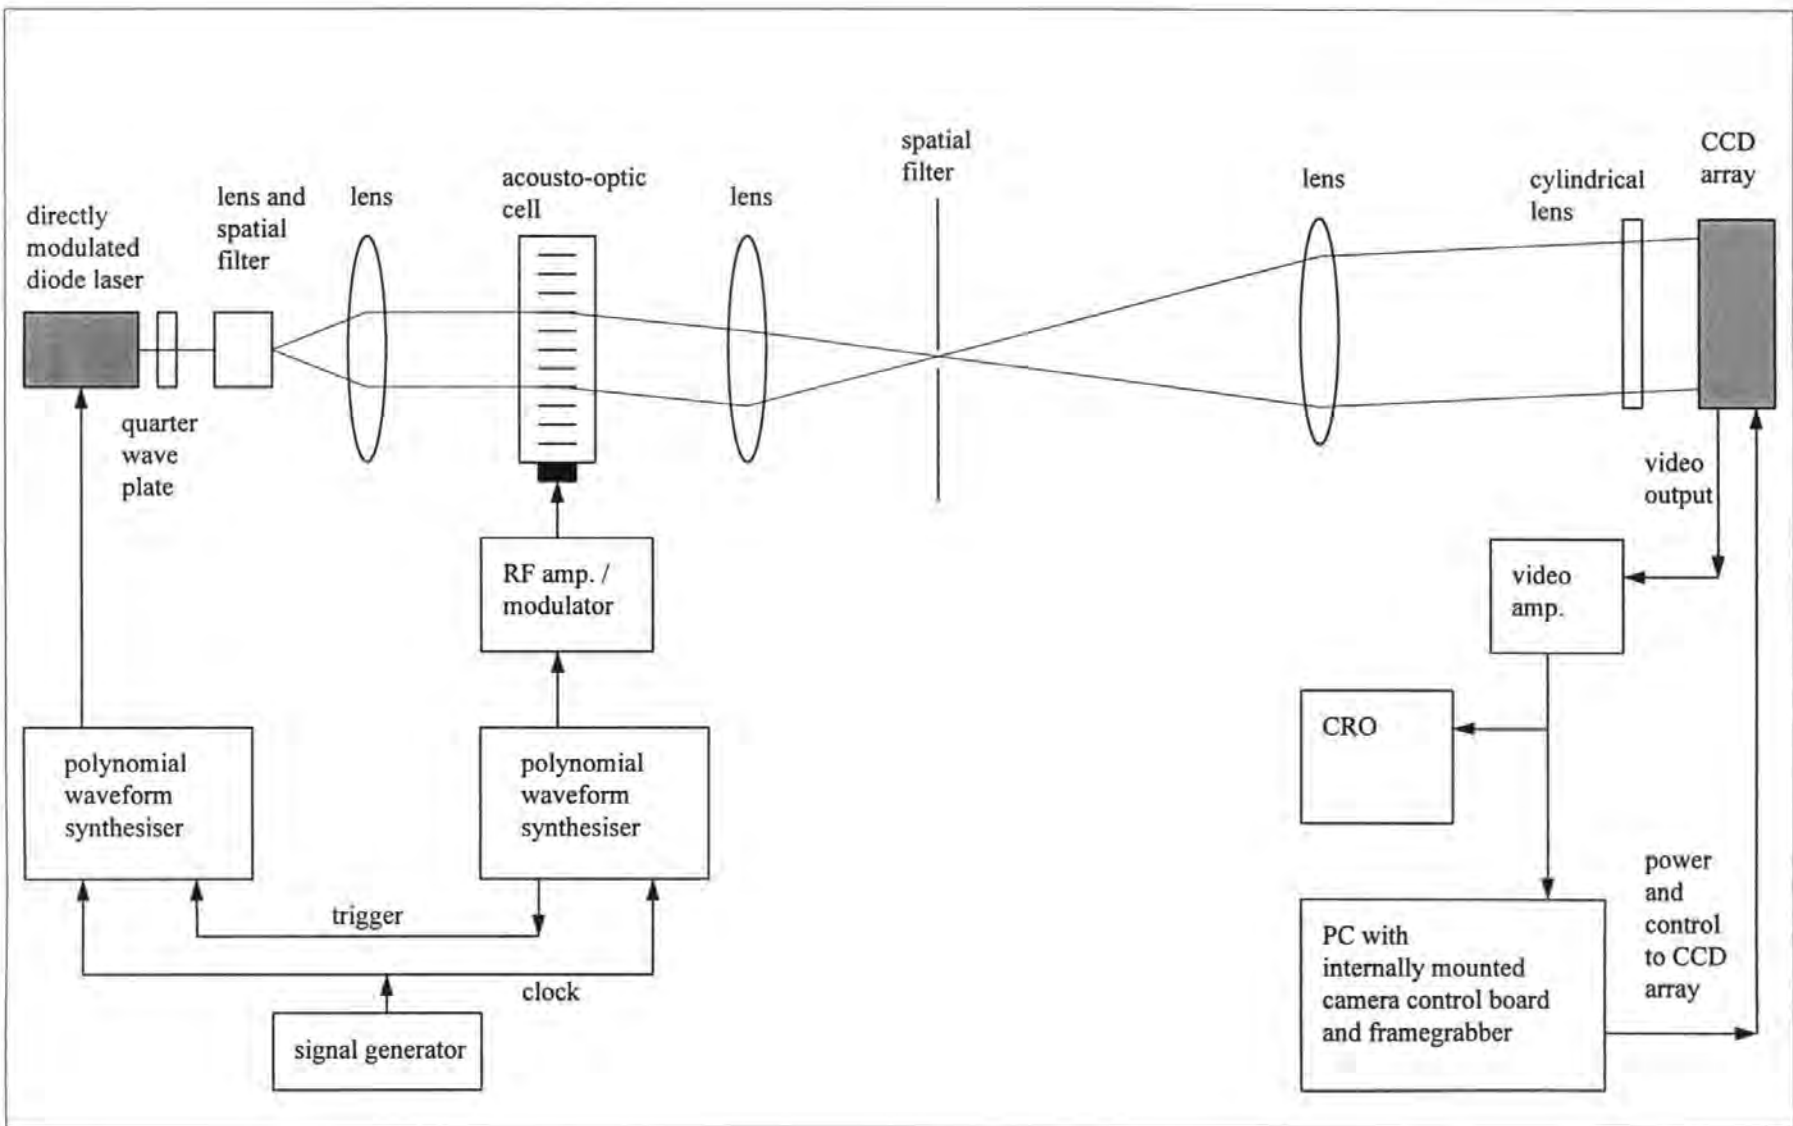 directly
modulated
diode laser
quarter
wave
plate
lens and
spatial
filter
lens
acousto-optic
cell
lens
spatial
filter
lens
cylindrical
lens
CCD
array
RF amp. /
modulator
video
output
video
amp.
CRO
polynomial
waveform
synthesiser
polynomial
waveform
synthesiser
trigger
clock
signal generator
PC with
internally mounted
camera control board
and framegrabber
power
and
control
to CCD
array